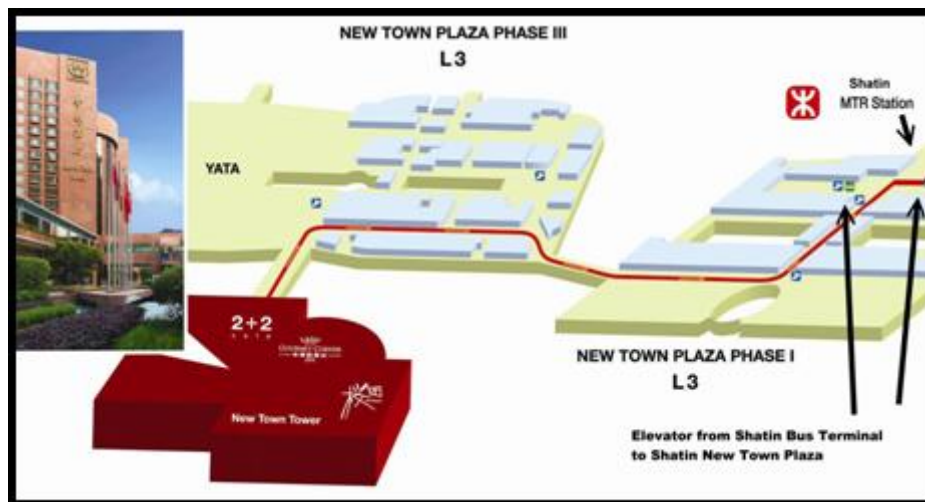 NEW TOWN PLAZA PHASE III
L3
Shatin
MTR Station
YATA
2+2
NEW TOWN PLAZA PHASE I
L3
New Town Tower
Elevator from Shatin Bus Terminal
to Shatin New Town Plaza